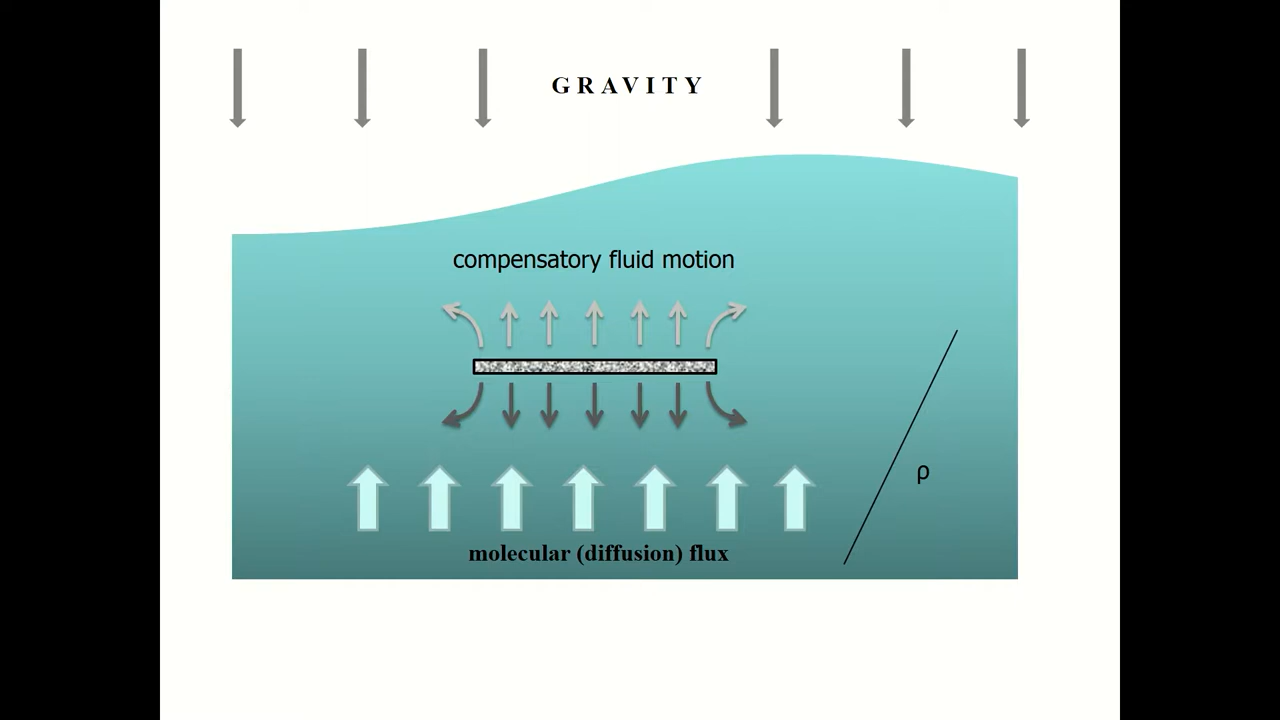 GRAVITY
compensatory fluid motion
ρ
molecular (diffusion) flux